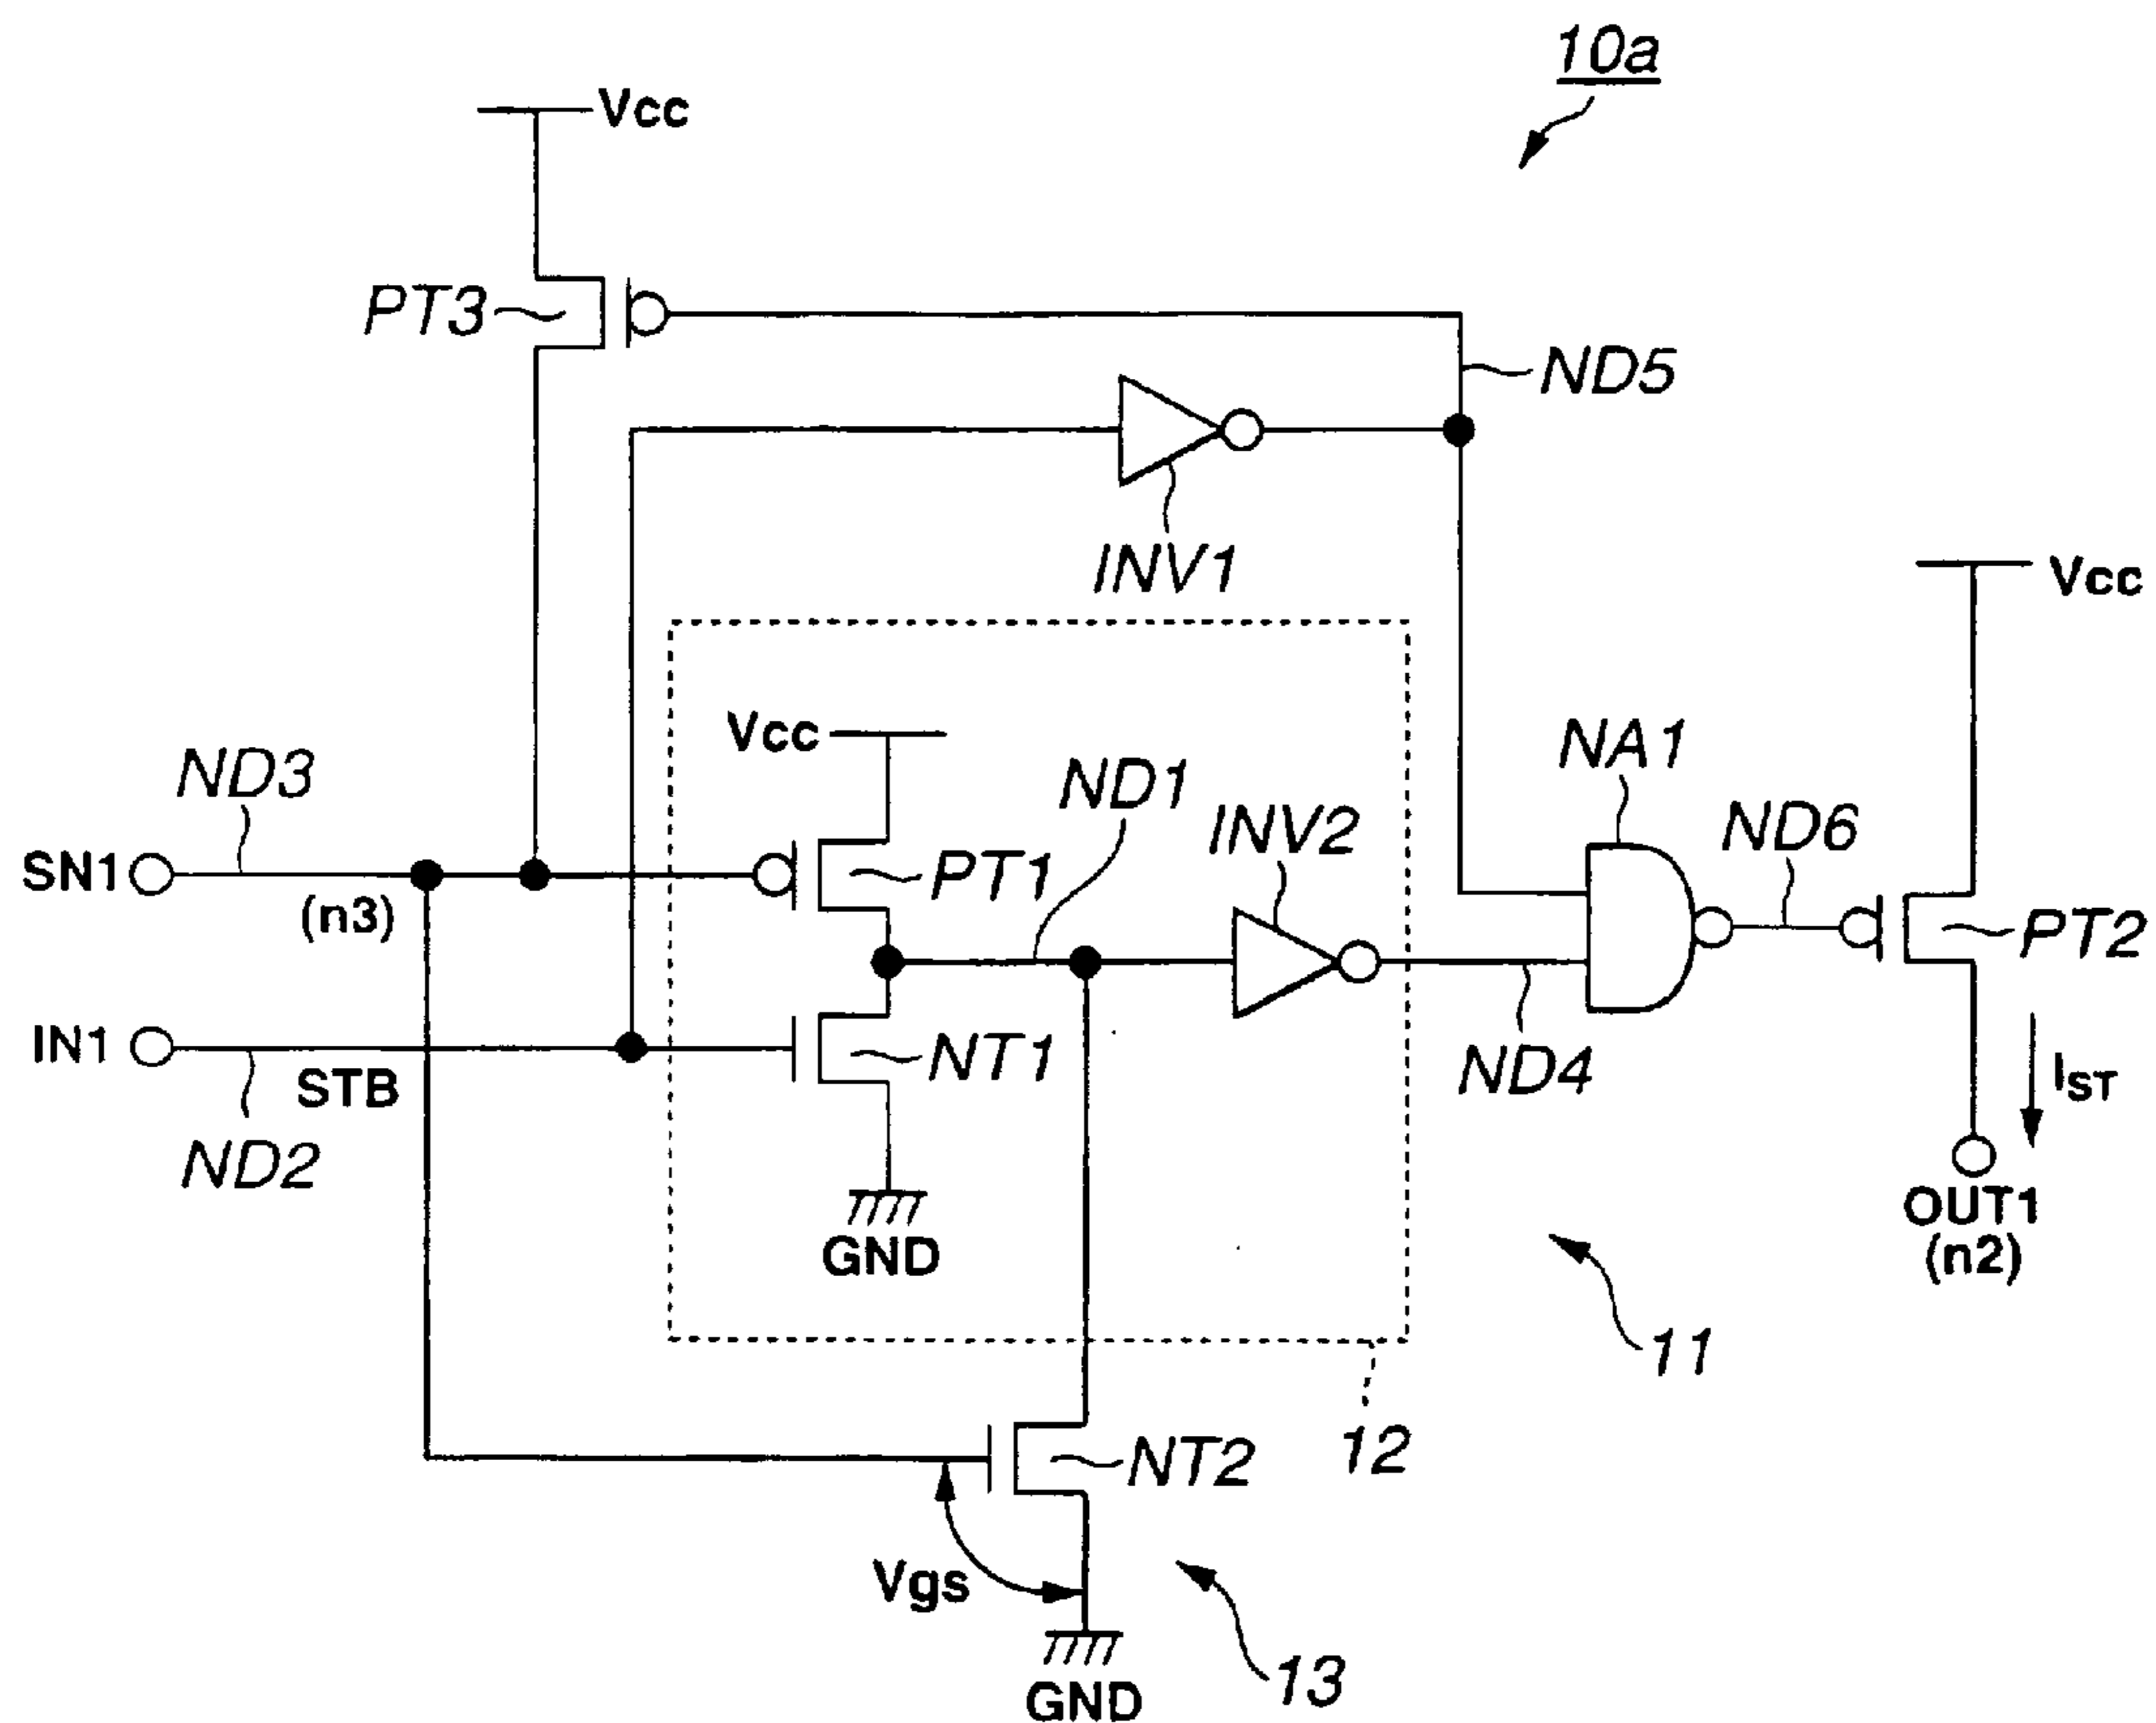 10a
Vcc
PT3
ND5
INV1
Vcc
Vcc
NA1
ND3
ND1
INV2
ND6
SN1
PT1
PT2
(n3)
IN1
STB
NT1
ND4
IST
ND2
OUT1
(n2)
GND
11
12
NT2
Vgs
13
GND